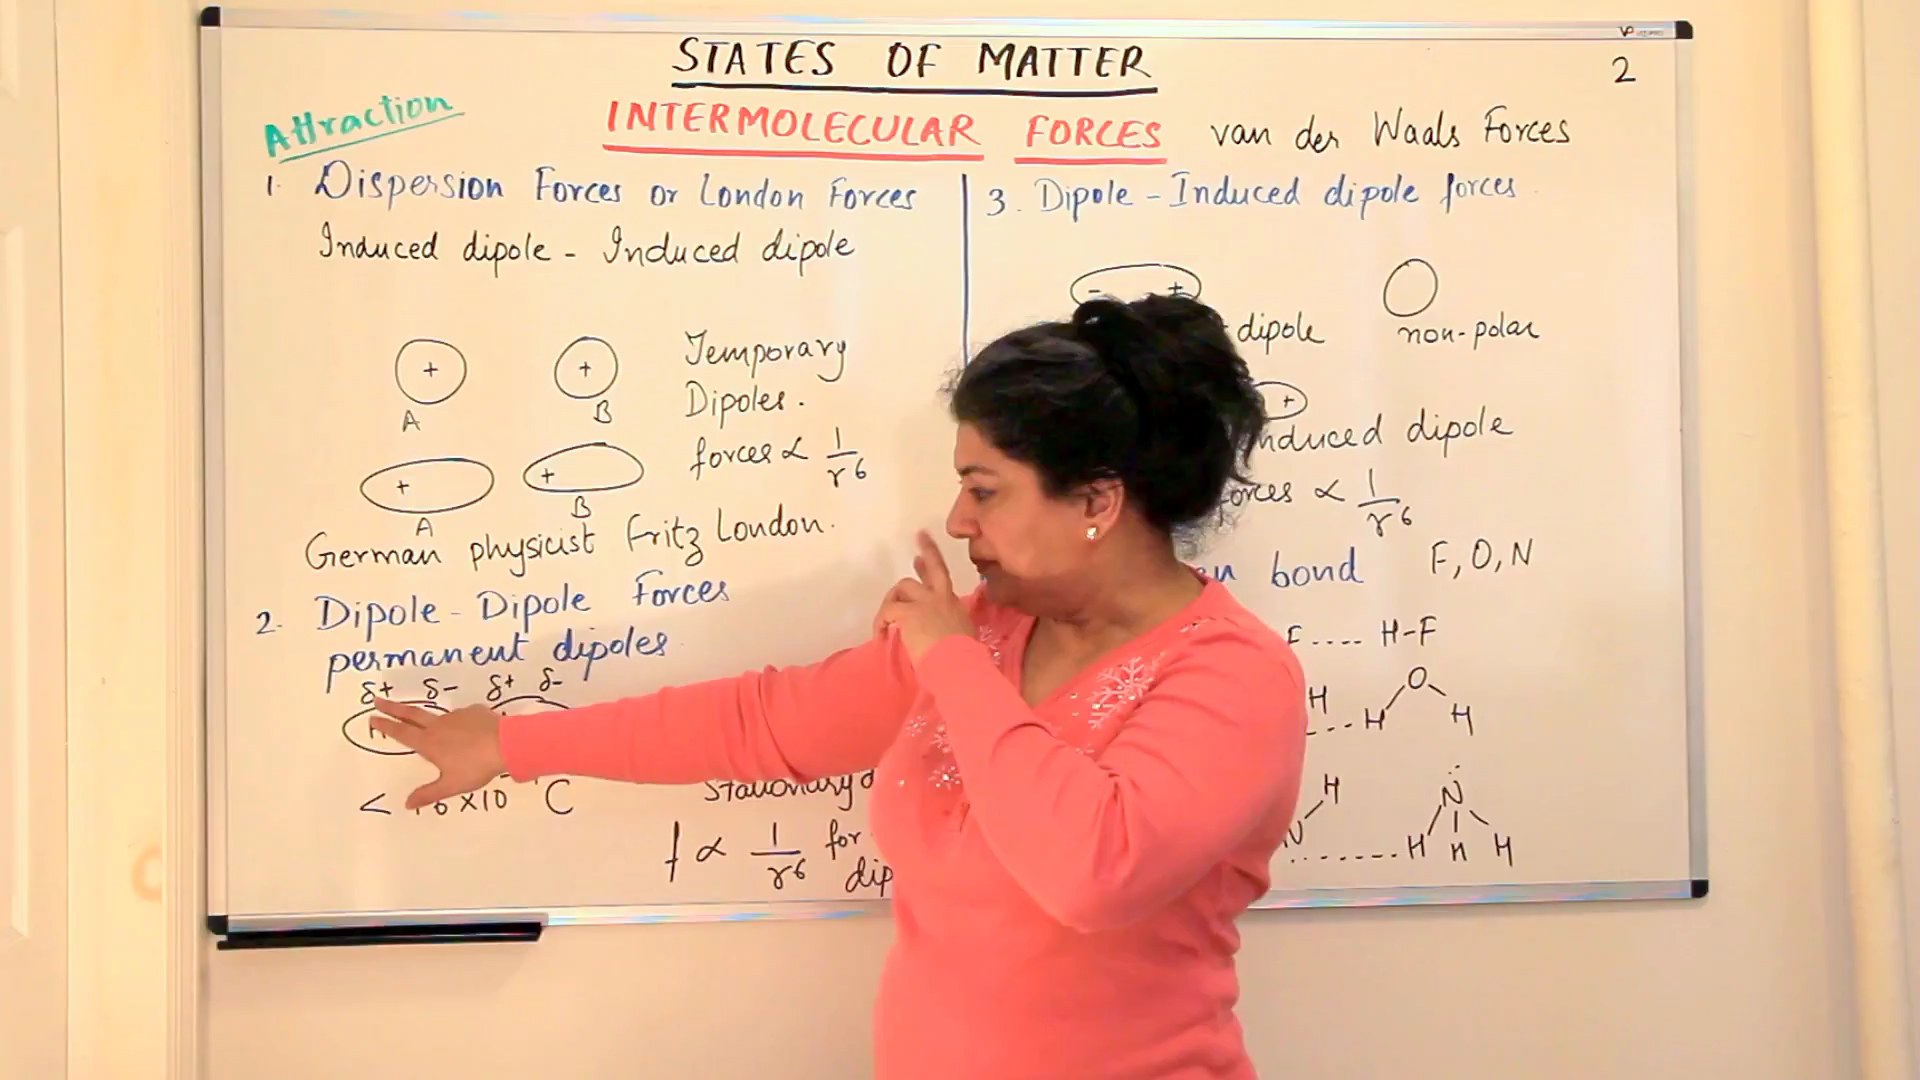 STATES OF MATTER
2
Attraction
INTERMOLECULAR FORCES van der Waals Forces
1. Dispersion Forces or London Forces
Induced dipole - Induced dipole
+ +
A B
Temporary
Dipoles.
forces ∝ 1/r6
+ +
A B
German physicist Fritz London.
2. Dipole - Dipole Forces
permanent dipoles
δ+ δ- δ+ δ-
C
f ∝ 1/r6 for
3. Dipole - Induced dipole forces
- +
dipole
non-polar
+
induced dipole
forces ∝ 1/r6
bond F, O, N
F .... H-F
H O
H H
H N
N H H H